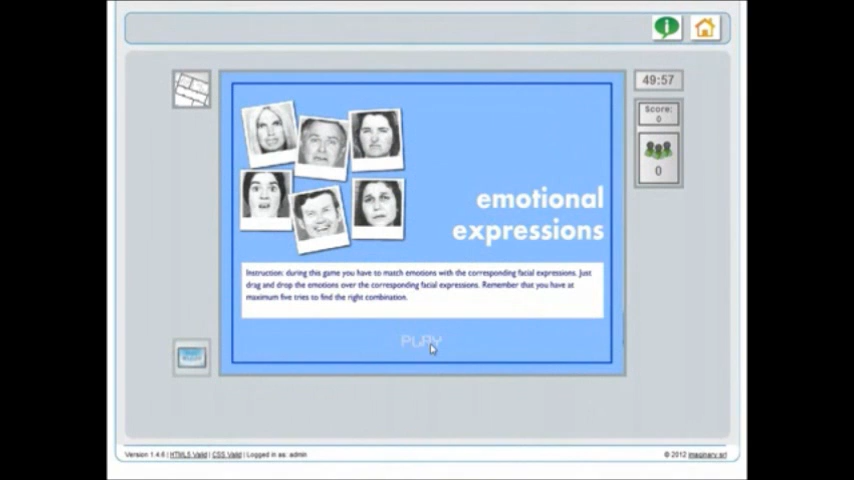 49:57
Score:
0
0
emotional
expressions
Instruction: during this game you have to match emotions with the corresponding facial expressions. Just
drag and drop the emotions over the corresponding facial expressions. Remember that you have at
maximum five tries to find the right combination.
PLAY
Version 1.4.6 | HTML5 Valid | CSS Valid | Logged in as: admin
© 2012 imaginary srl